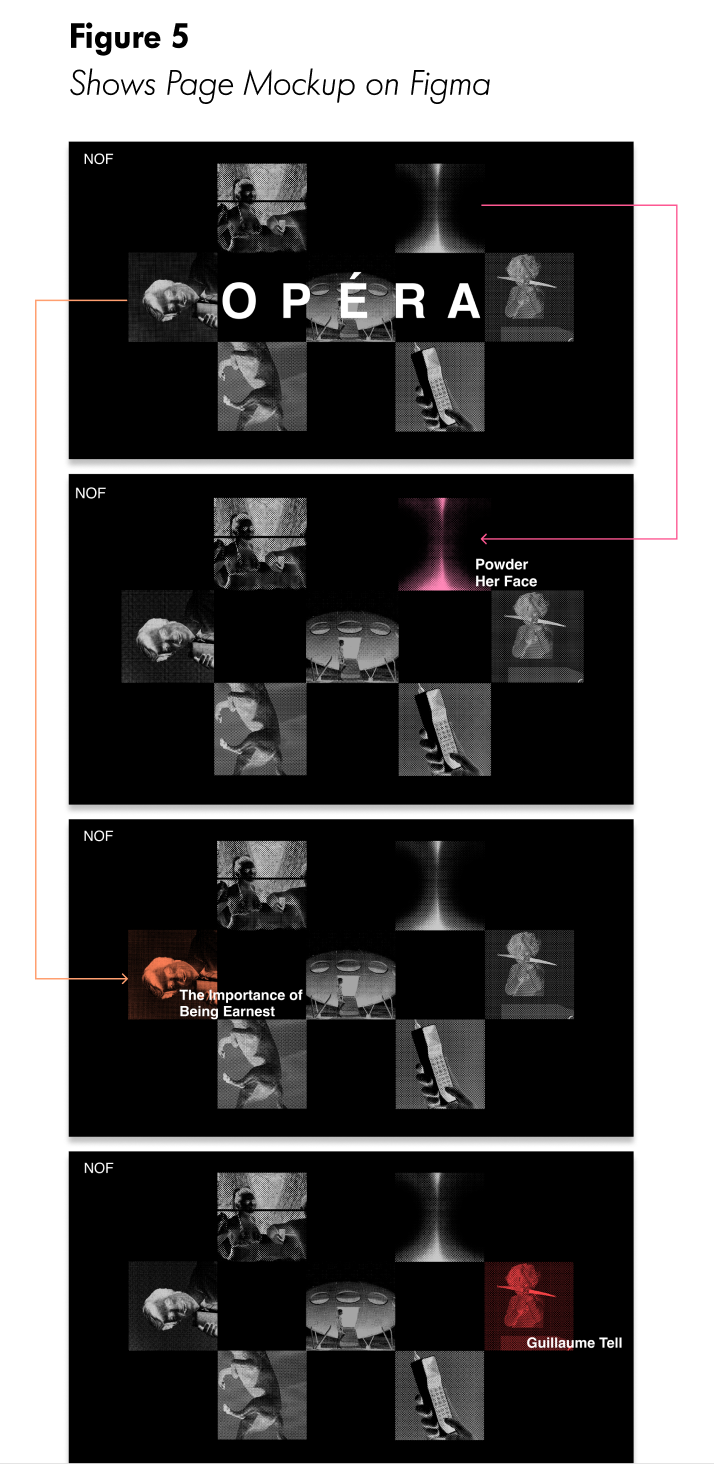 Figure 5
Shows Page Mockup on Figma
NOF
OPÉRA
NOF
Powder
Her Face
NOF
The Importance of
Being Earnest
NOF
Guillaume Tell